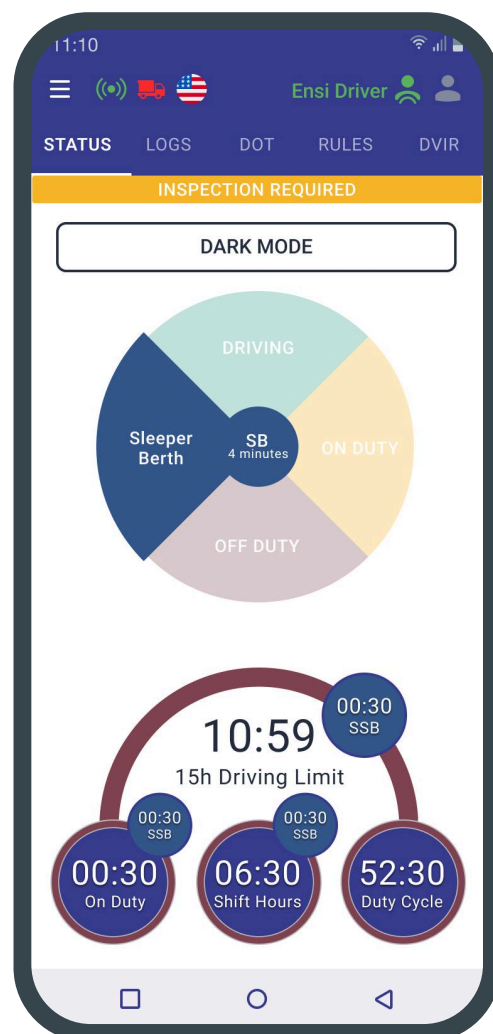 11:10
Ensi Driver
STATUS LOGS DOT RULES DVIR
INSPECTION REQUIRED
DARK MODE
DRIVING
Sleeper
Berth
SB
4 minutes
ON DUTY
OFF DUTY
00:30
SSB
10:59
15h Driving Limit
00:30
SSB
00:30
On Duty
00:30
SSB
06:30
Shift Hours
52:30
Duty Cycle